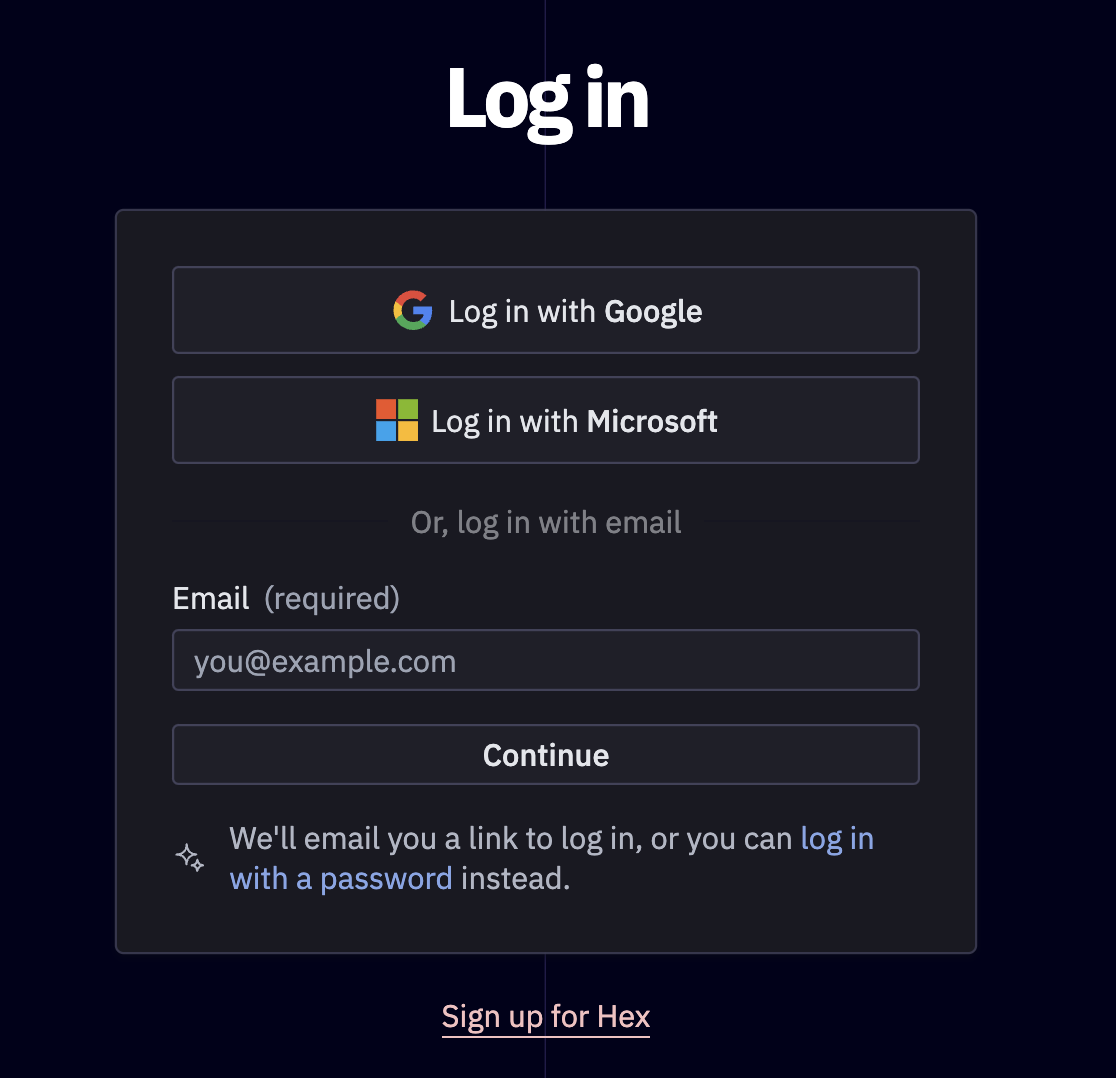 Log in
Log in with Google
Log in with Microsoft
Or, log in with email
Email (required)
you@example.com
Continue
We'll email you a link to log in, or you can log in
with a password instead.
Sign up for Hex